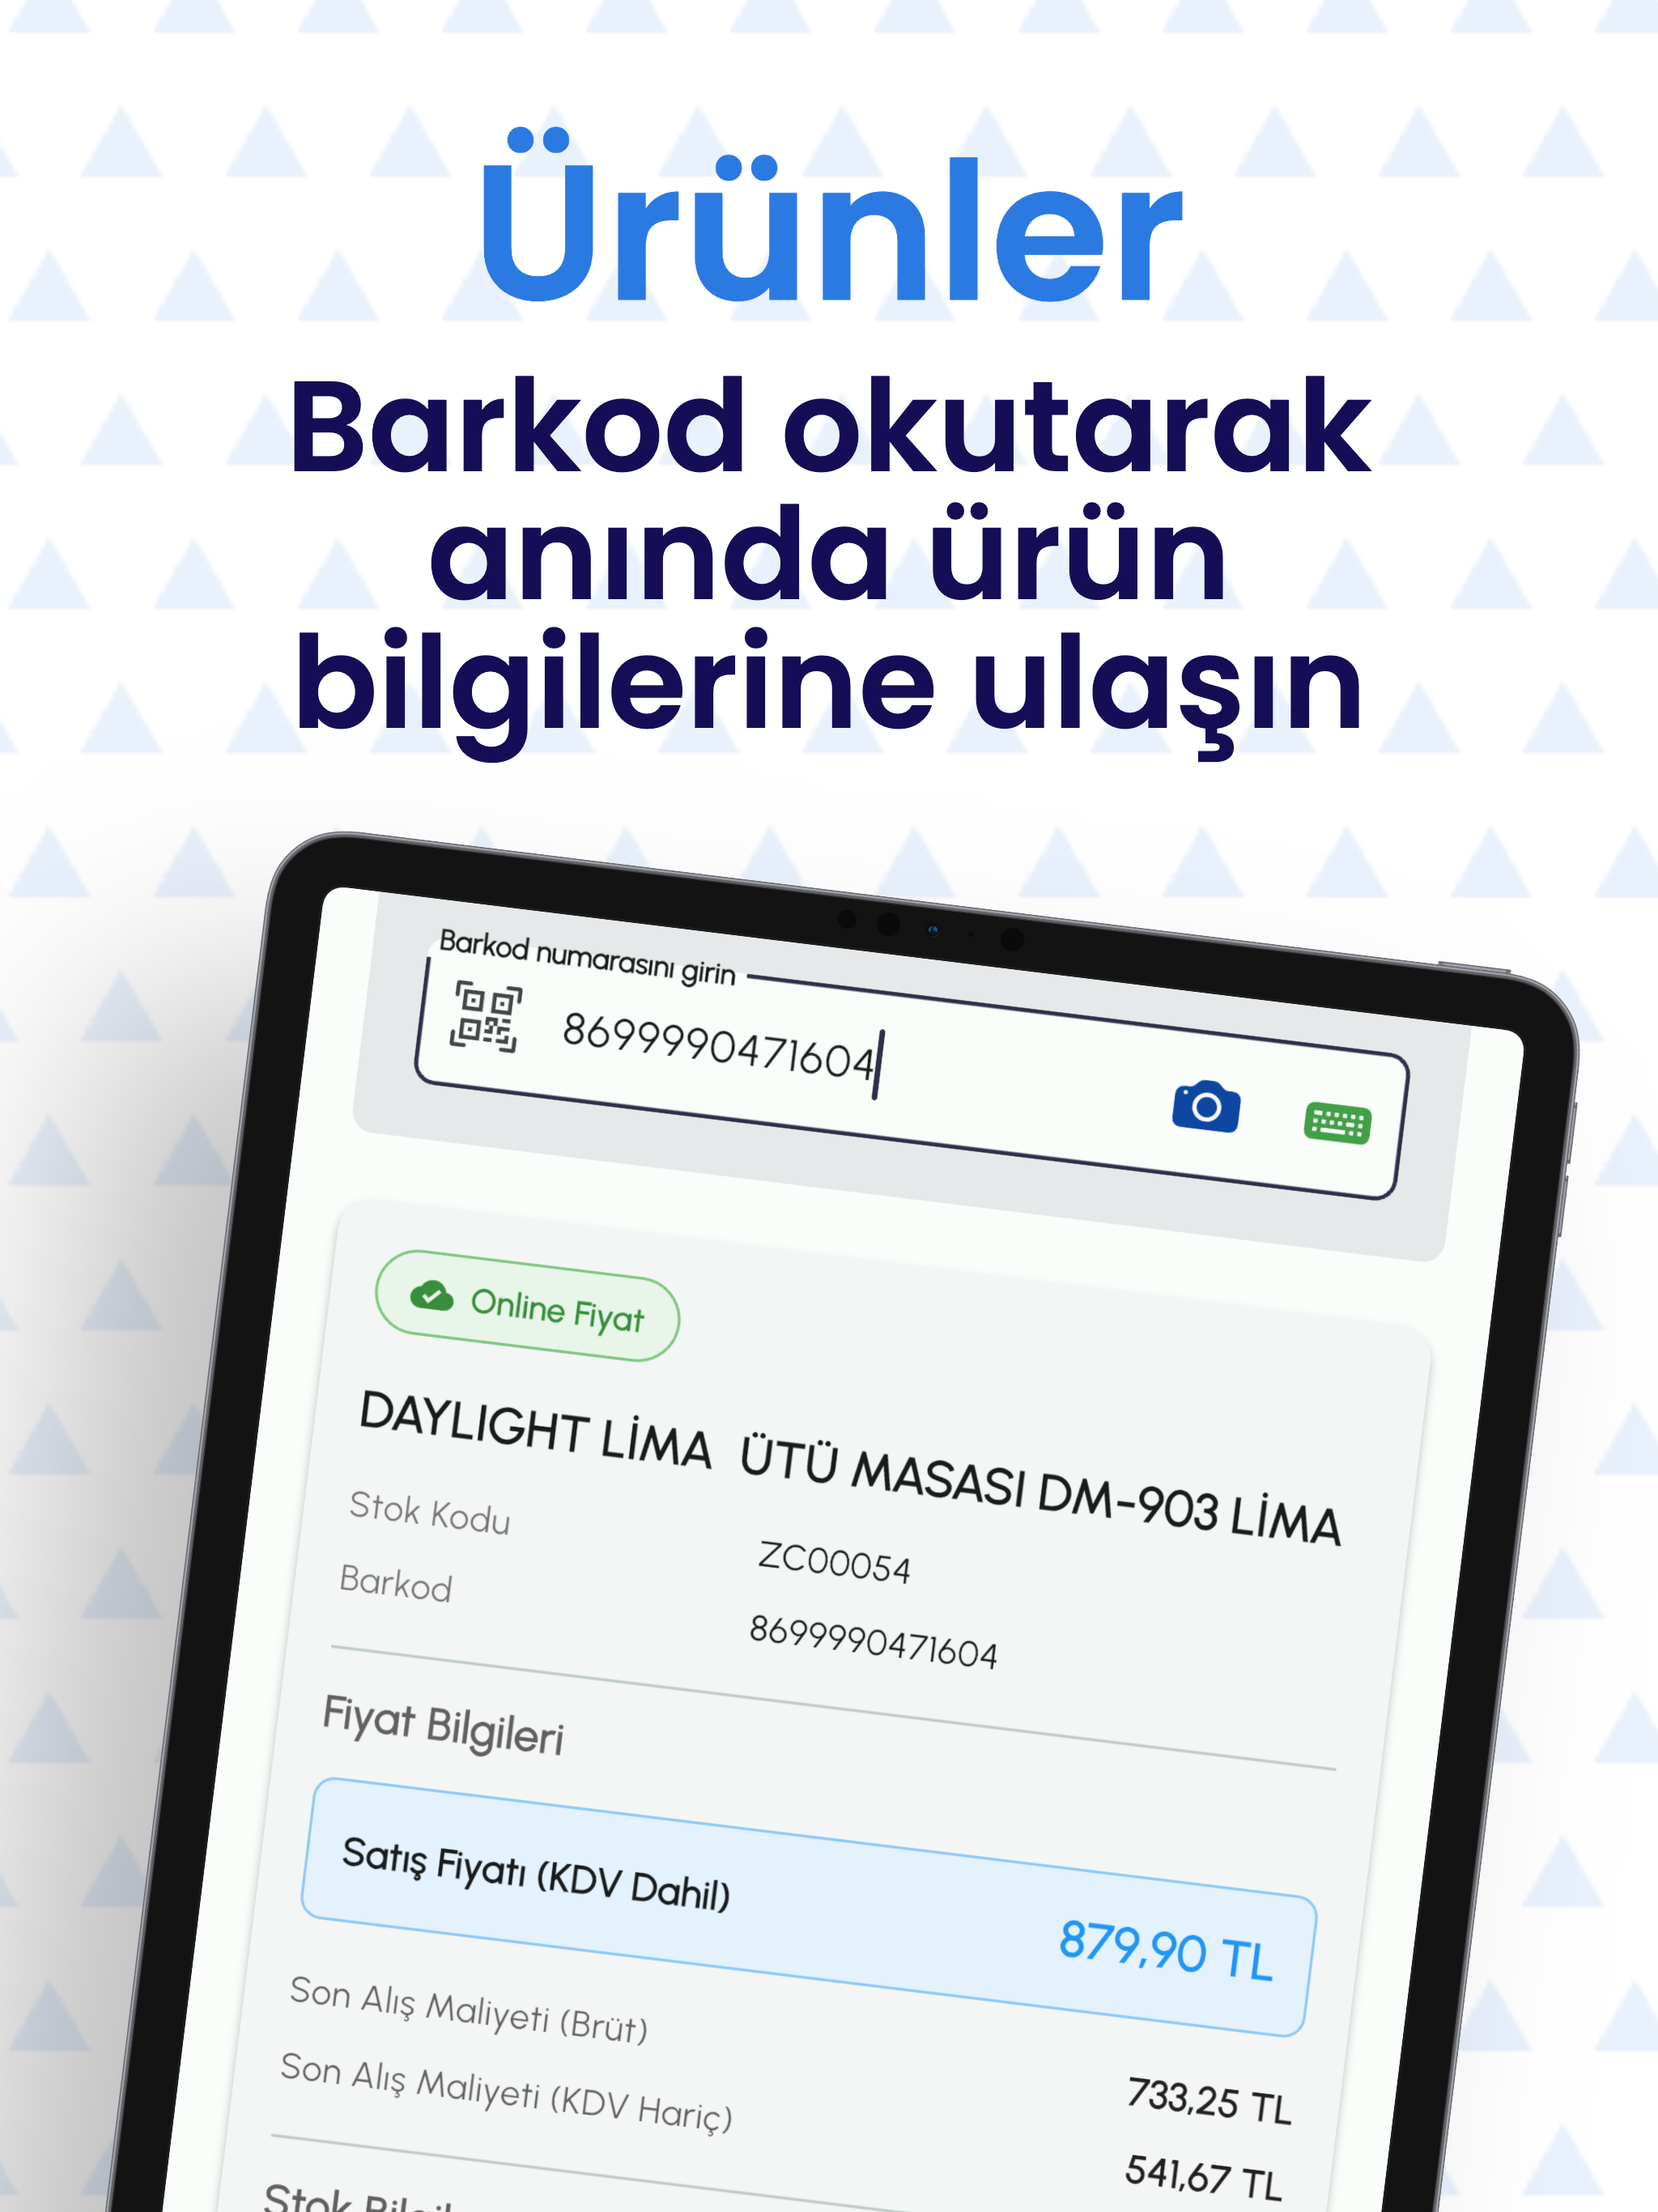 Ürünler
Barkod okutarak
anında ürün
bilgilerine ulaşın
Barkod numarasını girin
8699990471604
Online Fiyat
DAYLIGHT LİMA  ÜTÜ MASASI DM-903 LİMA
Stok Kodu ZC00054
Barkod 8699990471604
Fiyat Bilgileri
Satış Fiyatı (KDV Dahil) 879,90 TL
Son Alış Maliyeti (Brüt) 733,25 TL
Son Alış Maliyeti (KDV Hariç) 541,67 TL
Stok